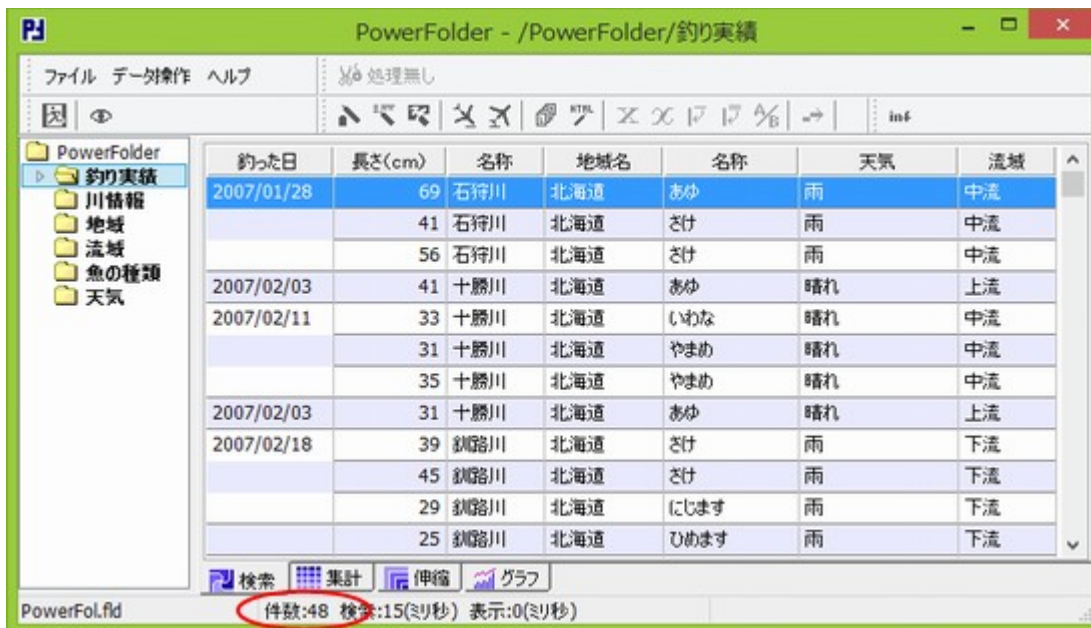 PowerFolder - /PowerFolder/釣り実績
ファイル データ操作 ヘルプ 処理無し
inf
PowerFolder
釣り実績
川情報
地域
流域
魚の種類
天気
釣った日 長さ(cm) 名称 地域名 名称 天気 流域
2007/01/28 69 石狩川 北海道 あゆ 雨 中流
41 石狩川 北海道 さけ 雨 中流
56 石狩川 北海道 さけ 雨 中流
2007/02/03 41 十勝川 北海道 あゆ 晴れ 上流
2007/02/11 33 十勝川 北海道 いわな 晴れ 中流
31 十勝川 北海道 やまめ 晴れ 中流
35 十勝川 北海道 やまめ 晴れ 中流
2007/02/03 31 十勝川 北海道 あゆ 晴れ 上流
2007/02/18 39 釧路川 北海道 さけ 雨 下流
45 釧路川 北海道 さけ 雨 下流
29 釧路川 北海道 にじます 雨 下流
25 釧路川 北海道 ひめます 雨 下流
検索 集計 伸縮 グラフ
PowerFol.fld 件数:48 検索:15(ミリ秒) 表示:0(ミリ秒)